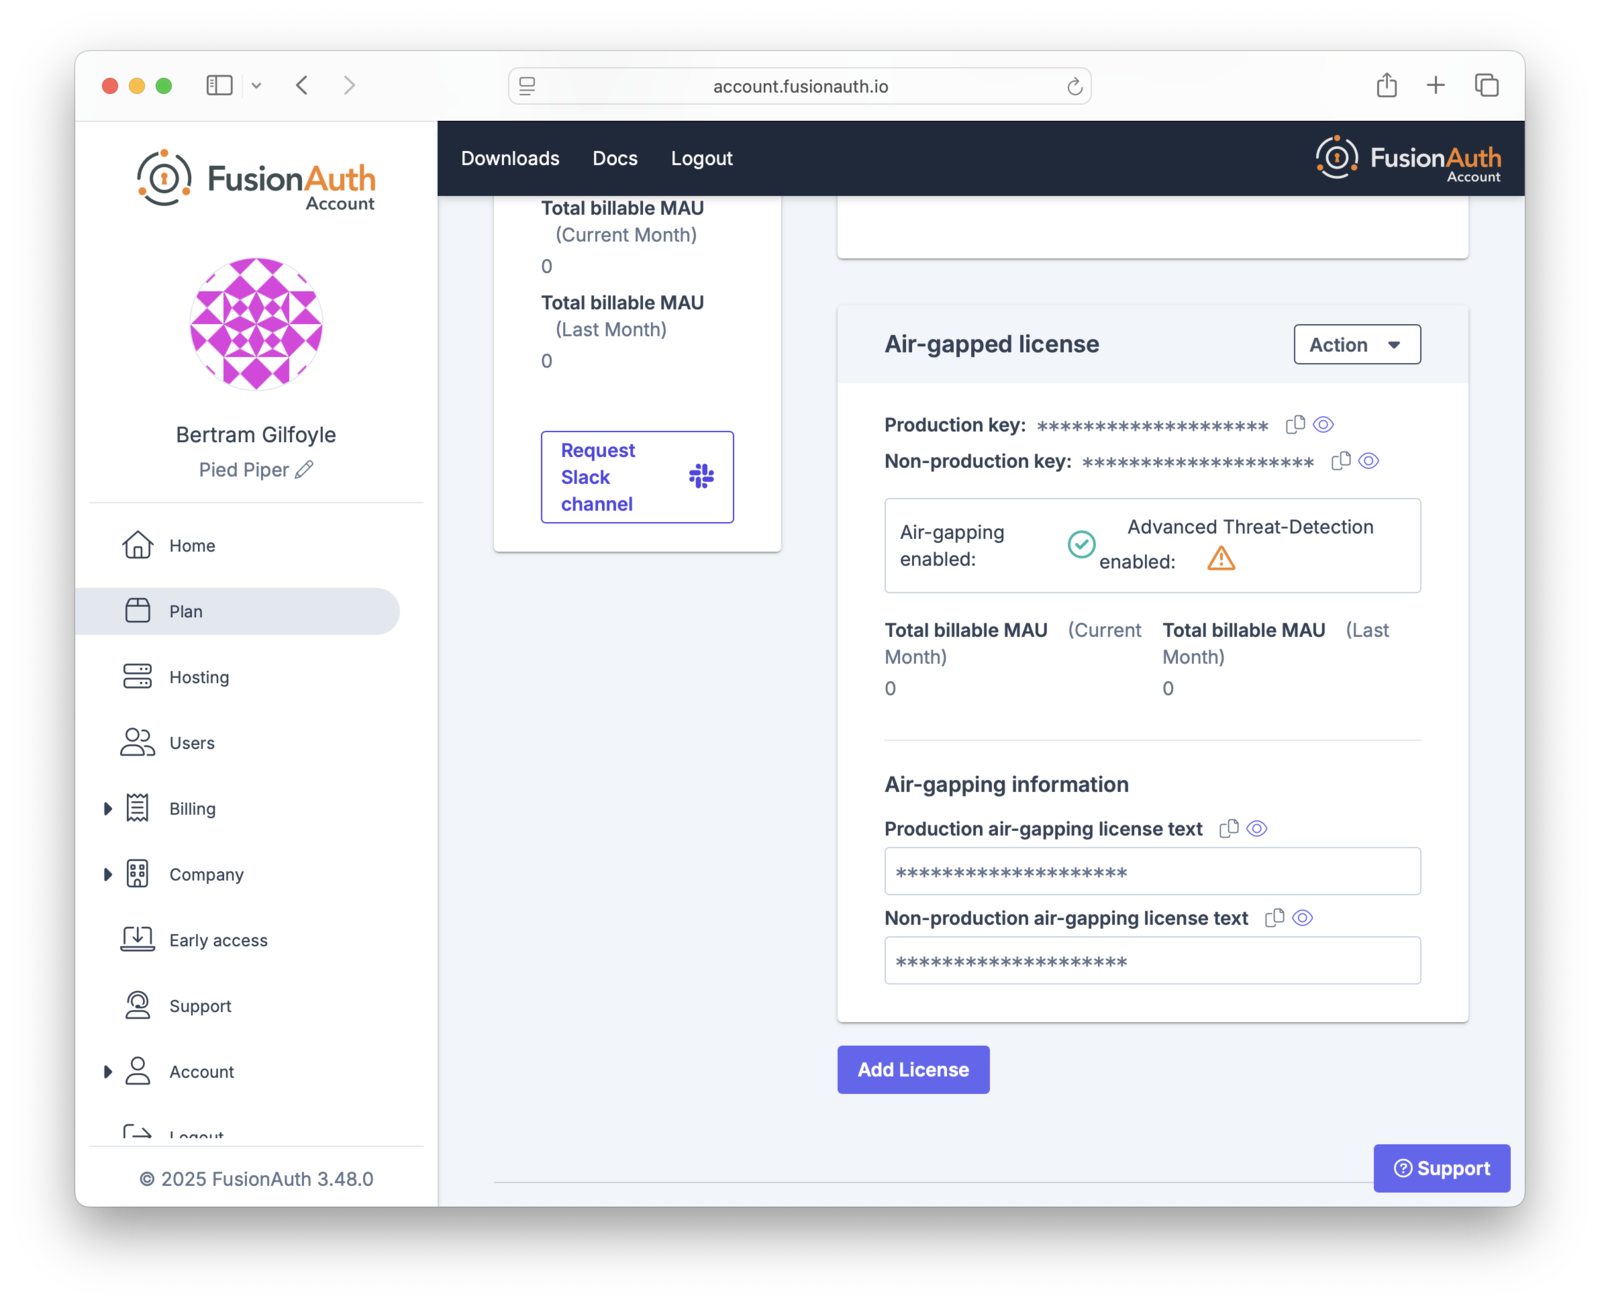 account.fusionauth.io
FusionAuth
Account
Downloads
Docs
Logout
FusionAuth
Account
Bertram Gilfoyle
Pied Piper
Home
Plan
Hosting
Users
Billing
Company
Early access
Support
Account
Logout
© 2025 FusionAuth 3.48.0
Total billable MAU
(Current Month)
0
Total billable MAU
(Last Month)
0
Request
Slack
channel
Air-gapped license
Action
Production key: ********************
Non-production key: ********************
Air-gapping
enabled:
Advanced Threat-Detection
enabled:
Total billable MAU (Current
Month)
0
Total billable MAU (Last
Month)
0
Air-gapping information
Production air-gapping license text
********************
Non-production air-gapping license text
********************
Add License
Support